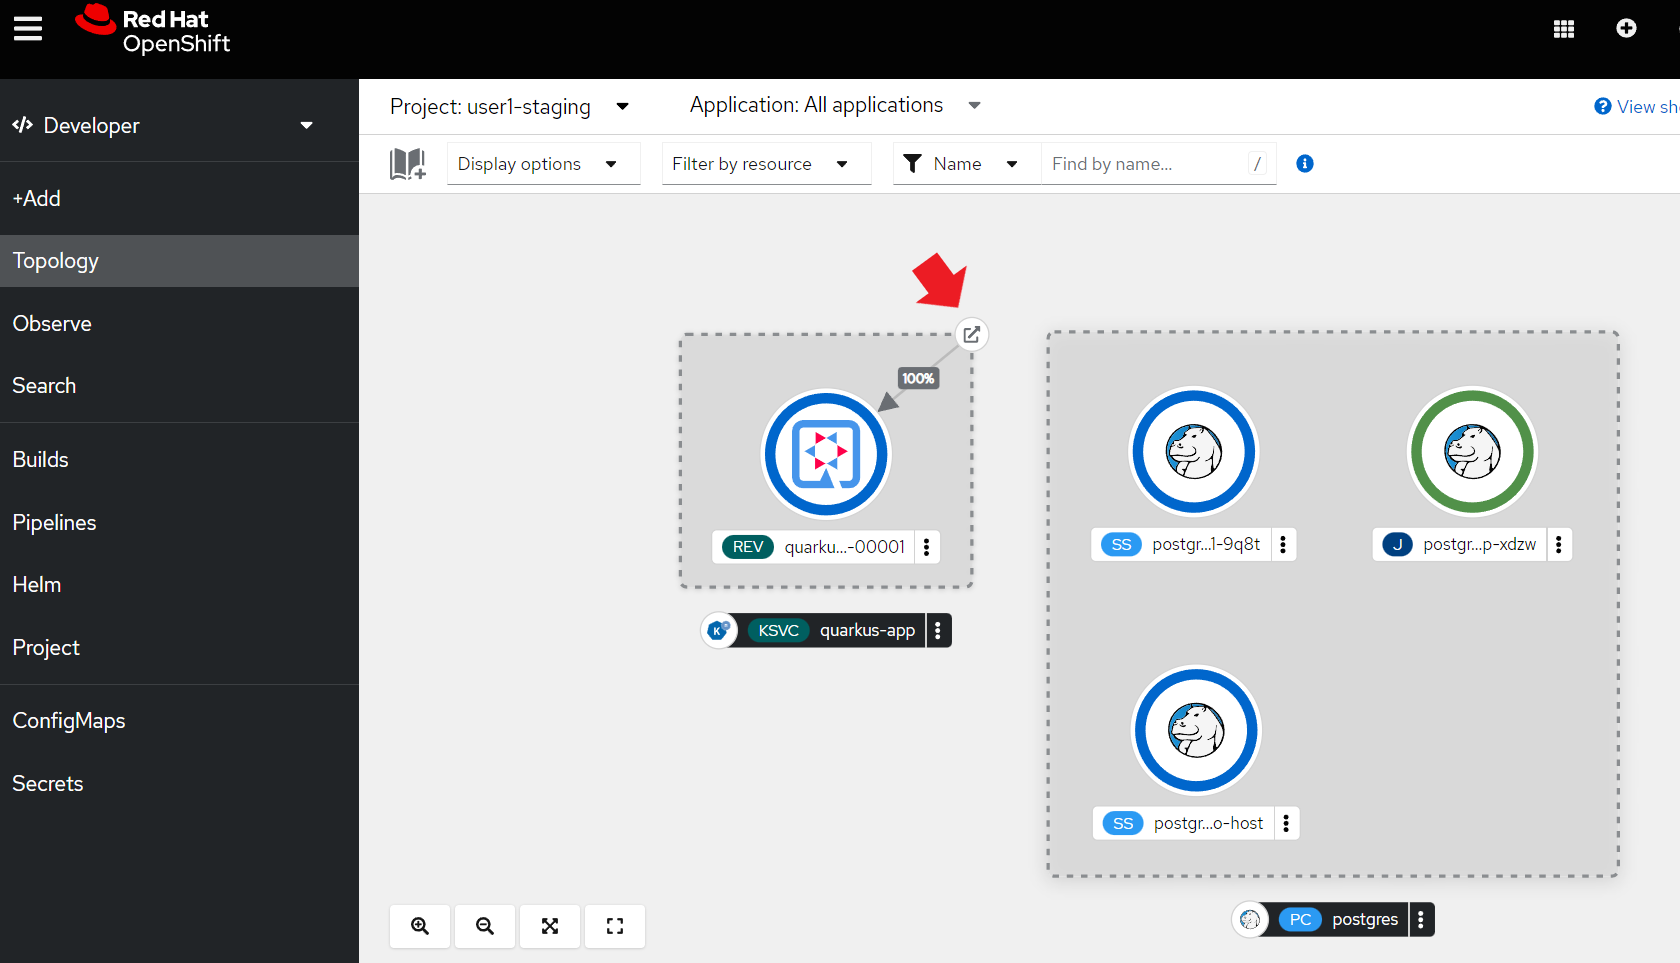 Red Hat
OpenShift
Developer
+Add
Topology
Observe
Search
Builds
Pipelines
Helm
Project
ConfigMaps
Secrets
Project: user1-staging
Application: All applications
View sh
Display options
Filter by resource
Name
Find by name...
/
100%
REV quarku...-00001
KSVC quarkus-app
SS postgr...1-9q8t
J postgr...p-xdzw
SS postgr...o-host
PC postgres